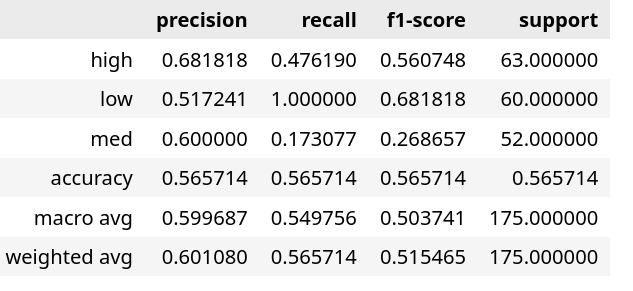 precision recall f1-score support
high 0.681818 0.476190 0.560748 63.000000
low 0.517241 1.000000 0.681818 60.000000
med 0.600000 0.173077 0.268657 52.000000
accuracy 0.565714 0.565714 0.565714 0.565714
macro avg 0.599687 0.549756 0.503741 175.000000
weighted avg 0.601080 0.565714 0.515465 175.000000